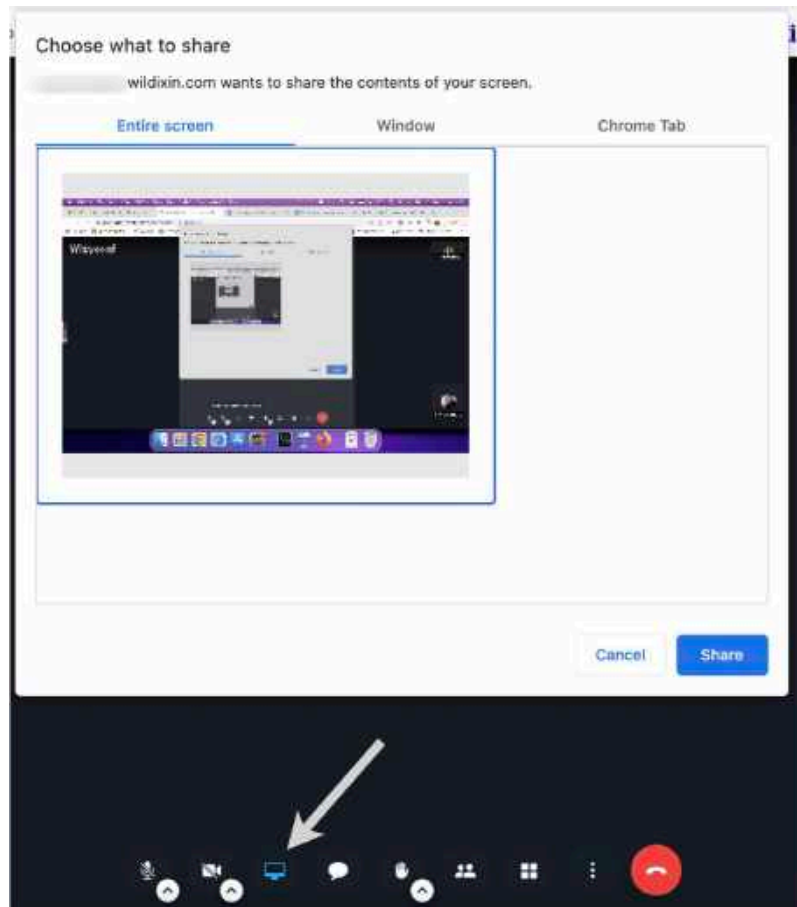 Choose what to share
wildixin.com wants to share the contents of your screen.
Entire screen Window Chrome Tab
Wizyconf
Cancel Share